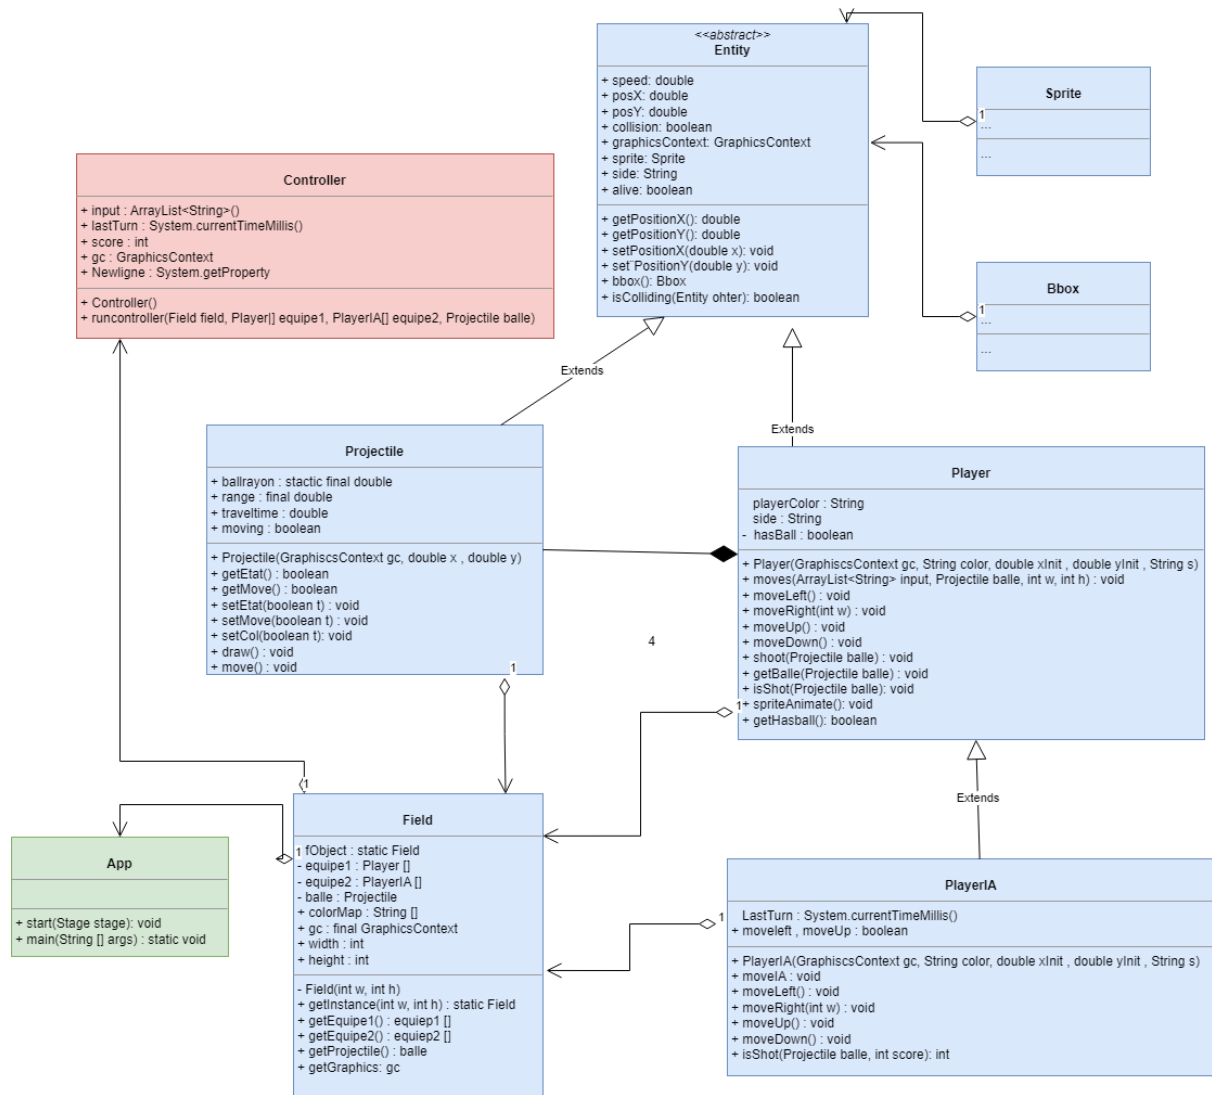 <<abstract>>
Entity
+ speed: double
+ posX: double
+ posY: double
+ collision: boolean
+ graphicsContext: GraphicsContext
+ sprite: Sprite
+ side: String
+ alive: boolean
+ getPositionX(): double
+ getPositionY(): double
+ setPositionX(double x): void
+ set¨PositionY(double y): void
+ bbox(): Bbox
+ isColliding(Entity ohter): boolean
Sprite
1
...
...
Bbox
1
...
...
Controller
+ input : ArrayList<String>()
+ lastTurn : System.currentTimeMillis()
+ score : int
+ gc : GraphicsContext
+ Newligne : System.getProperty
+ Controller()
+ runcontroller(Field field, Player[] equipe1, PlayerIA[] equipe2, Projectile balle)
Extends
Extends
Projectile
+ ballrayon : stactic final double
+ range : final double
+ traveltime : double
+ moving : boolean
+ Projectile(GraphiscsContext gc, double x , double y)
+ getEtat() : boolean
+ getMove() : boolean
+ setEtat(boolean t) : void
+ setMove(boolean t) : void
+ setCol(boolean t): void
+ draw() : void
+ move() : void
1
Player
playerColor : String
side : String
- hasBall : boolean
+ Player(GraphiscsContext gc, String color, double xInit , double yInit , String s)
+ moves(ArrayList<String> input, Projectile balle, int w, int h) : void
+ moveLeft() : void
+ moveRight(int w) : void
+ moveUp() : void
+ moveDown() : void
+ shoot(Projectile balle) : void
+ getBalle(Projectile balle) : void
+ isShot(Projectile balle): void
+ spriteAnimate(): void
+ getHasball(): boolean
4
1
Extends
1
Field
1
fObject : static Field
- equipe1 : Player []
- equipe2 : PlayerIA []
- balle : Projectile
+ colorMap : String []
+ gc : final GraphicsContext
+ width : int
+ height : int
- Field(int w, int h)
+ getInstance(int w, int h) : static Field
+ getEquipe1() : equiep1 []
+ getEquipe2() : equiep2 []
+ getProjectile() : balle
+ getGraphics: gc
App
+ start(Stage stage): void
+ main(String [] args) : static void
PlayerIA
1
LastTurn : System.currentTimeMillis()
+ moveleft , moveUp : boolean
+ PlayerIA(GraphiscsContext gc, String color, double xInit , double yInit , String s)
+ moveIA : void
+ moveLeft() : void
+ moveRight(int w) : void
+ moveUp() : void
+ moveDown() : void
+ isShot(Projectile balle, int score): int